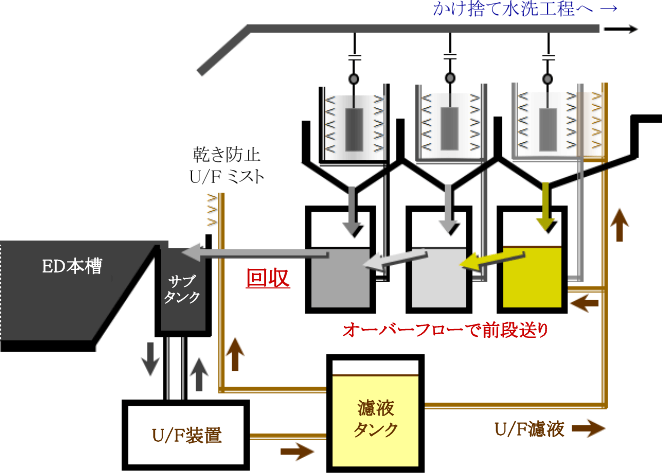 かけ捨て水洗工程へ →
乾き防止
U/F ミスト
ED本槽
サブ
タンク
回収
オーバーフローで前段送り
濾液
タンク
U/F装置
U/F濾液